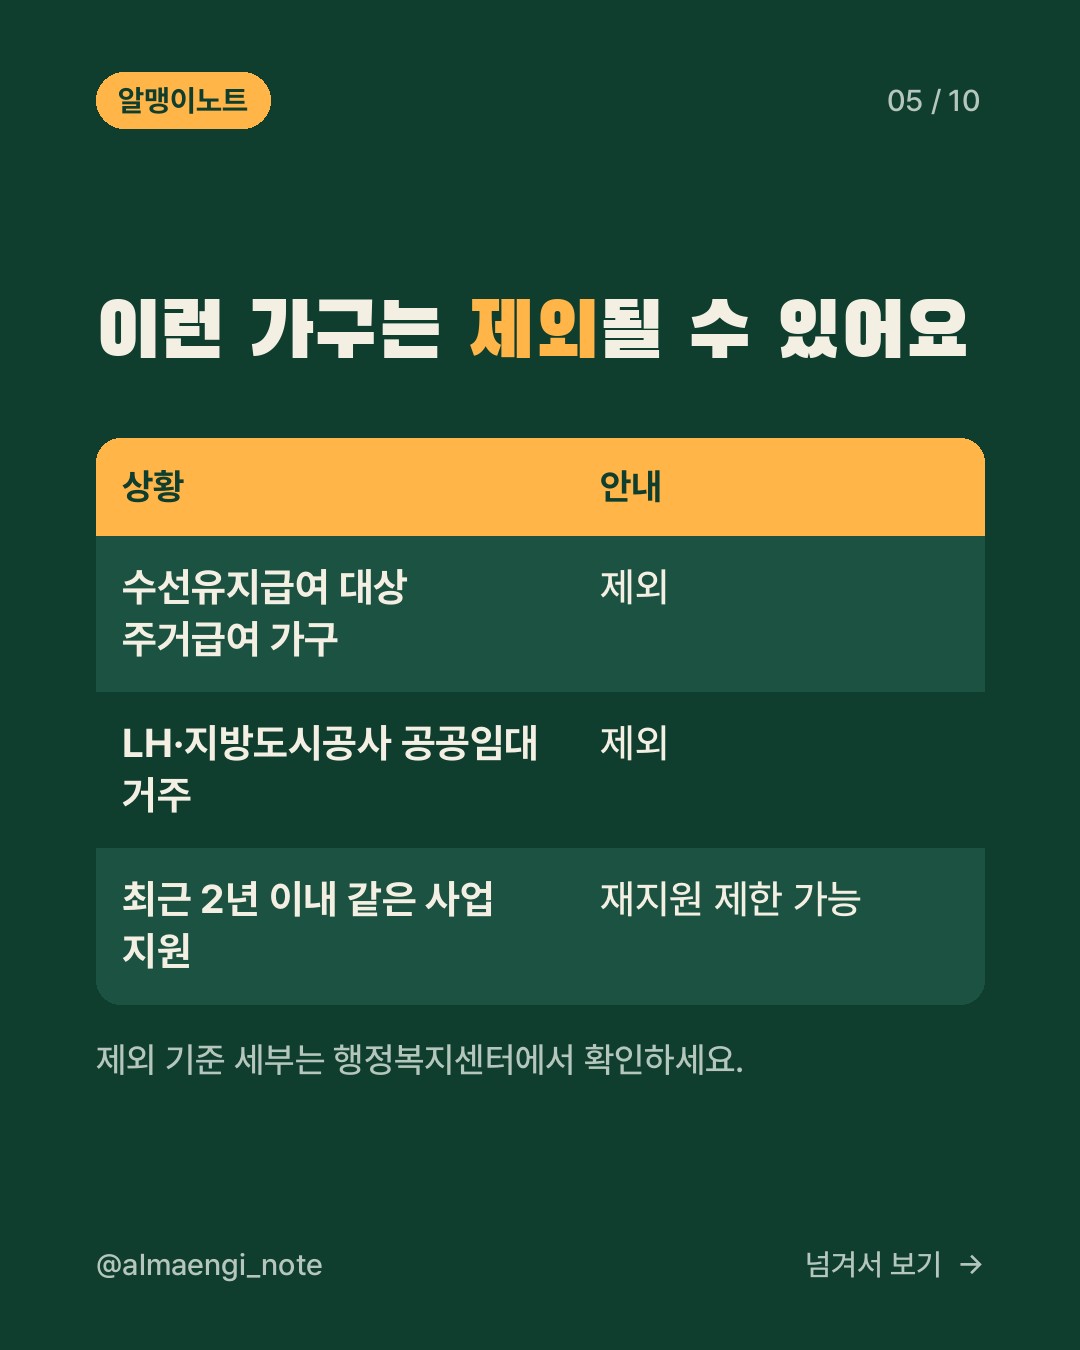 알맹이노트
05 / 10
이런 가구는 제외될 수 있어요
상황 안내
수선유지급여 대상 제외
주거급여 가구
LH·지방도시공사 공공임대 제외
거주
최근 2년 이내 같은 사업 재지원 제한 가능
지원
제외 기준 세부는 행정복지센터에서 확인하세요.
@almaengi_note
넘겨서 보기 →